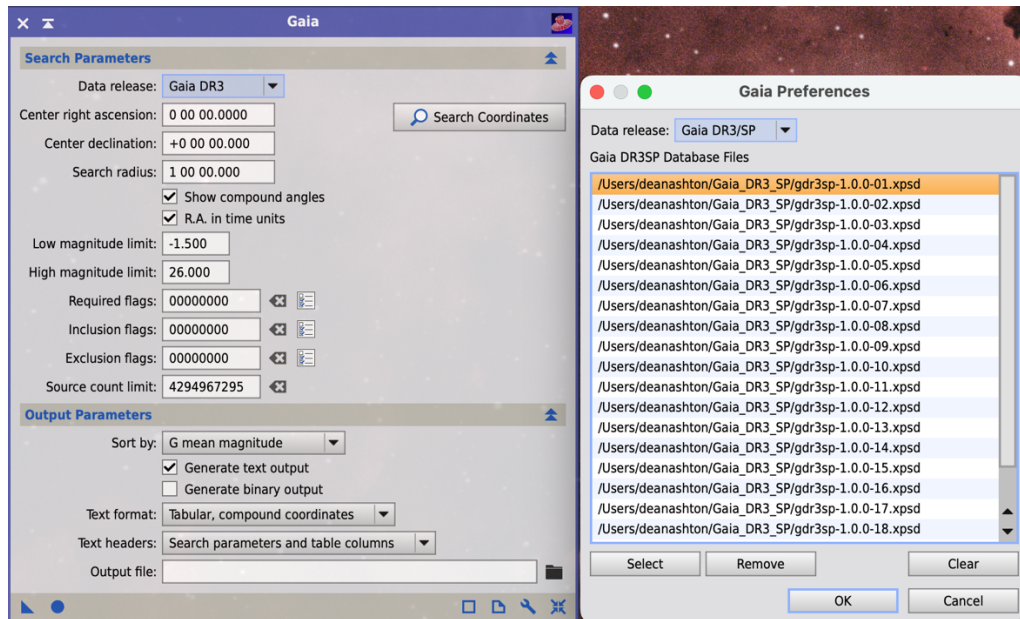 Gaia
Search Parameters
Data release: Gaia DR3
Center right ascension: 0 00 00.0000
Search Coordinates
Center declination: +0 00 00.000
Search radius: 1 00 00.000
Show compound angles
R.A. in time units
Low magnitude limit: -1.500
High magnitude limit: 26.000
Required flags: 00000000
Inclusion flags: 00000000
Exclusion flags: 00000000
Source count limit: 4294967295
Output Parameters
Sort by: G mean magnitude
Generate text output
Generate binary output
Text format: Tabular, compound coordinates
Text headers: Search parameters and table columns
Output file:
Gaia Preferences
Data release: Gaia DR3/SP
Gaia DR3SP Database Files
/Users/deanashton/Gaia_DR3_SP/gdr3sp-1.0.0-01.xpsd
/Users/deanashton/Gaia_DR3_SP/gdr3sp-1.0.0-02.xpsd
/Users/deanashton/Gaia_DR3_SP/gdr3sp-1.0.0-03.xpsd
/Users/deanashton/Gaia_DR3_SP/gdr3sp-1.0.0-04.xpsd
/Users/deanashton/Gaia_DR3_SP/gdr3sp-1.0.0-05.xpsd
/Users/deanashton/Gaia_DR3_SP/gdr3sp-1.0.0-06.xpsd
/Users/deanashton/Gaia_DR3_SP/gdr3sp-1.0.0-07.xpsd
/Users/deanashton/Gaia_DR3_SP/gdr3sp-1.0.0-08.xpsd
/Users/deanashton/Gaia_DR3_SP/gdr3sp-1.0.0-09.xpsd
/Users/deanashton/Gaia_DR3_SP/gdr3sp-1.0.0-10.xpsd
/Users/deanashton/Gaia_DR3_SP/gdr3sp-1.0.0-11.xpsd
/Users/deanashton/Gaia_DR3_SP/gdr3sp-1.0.0-12.xpsd
/Users/deanashton/Gaia_DR3_SP/gdr3sp-1.0.0-13.xpsd
/Users/deanashton/Gaia_DR3_SP/gdr3sp-1.0.0-14.xpsd
/Users/deanashton/Gaia_DR3_SP/gdr3sp-1.0.0-15.xpsd
/Users/deanashton/Gaia_DR3_SP/gdr3sp-1.0.0-16.xpsd
/Users/deanashton/Gaia_DR3_SP/gdr3sp-1.0.0-17.xpsd
/Users/deanashton/Gaia_DR3_SP/gdr3sp-1.0.0-18.xpsd
Select Remove Clear
OK Cancel